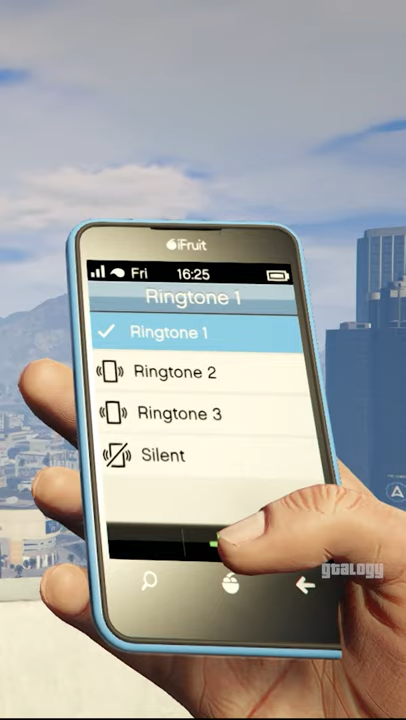 iFruit
Fri 16:25
Ringtone 1
Ringtone 1
Ringtone 2
Ringtone 3
Silent
gtalogy